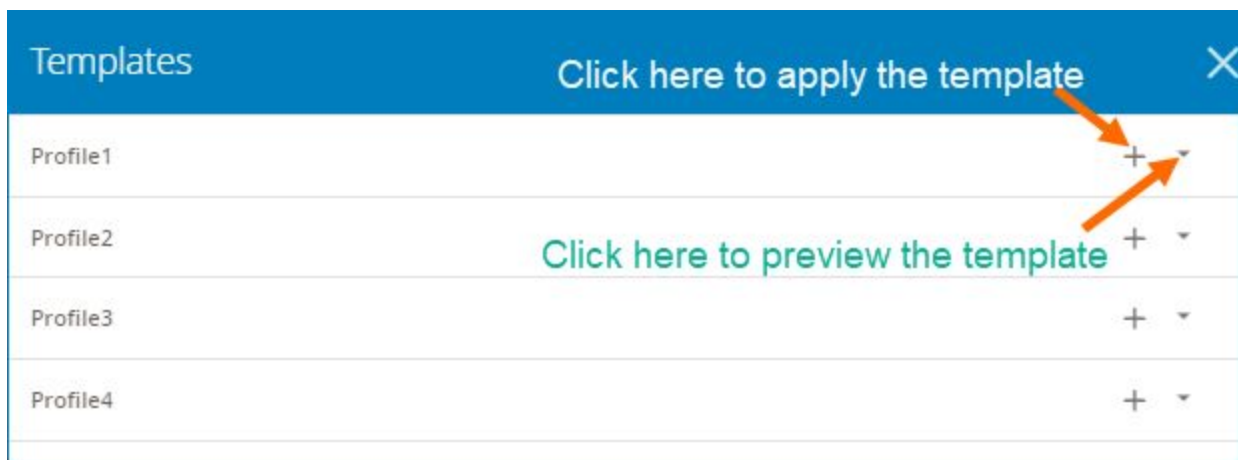 Templates
Click here to apply the template
Profile1
Profile2
Click here to preview the template
Profile3
Profile4